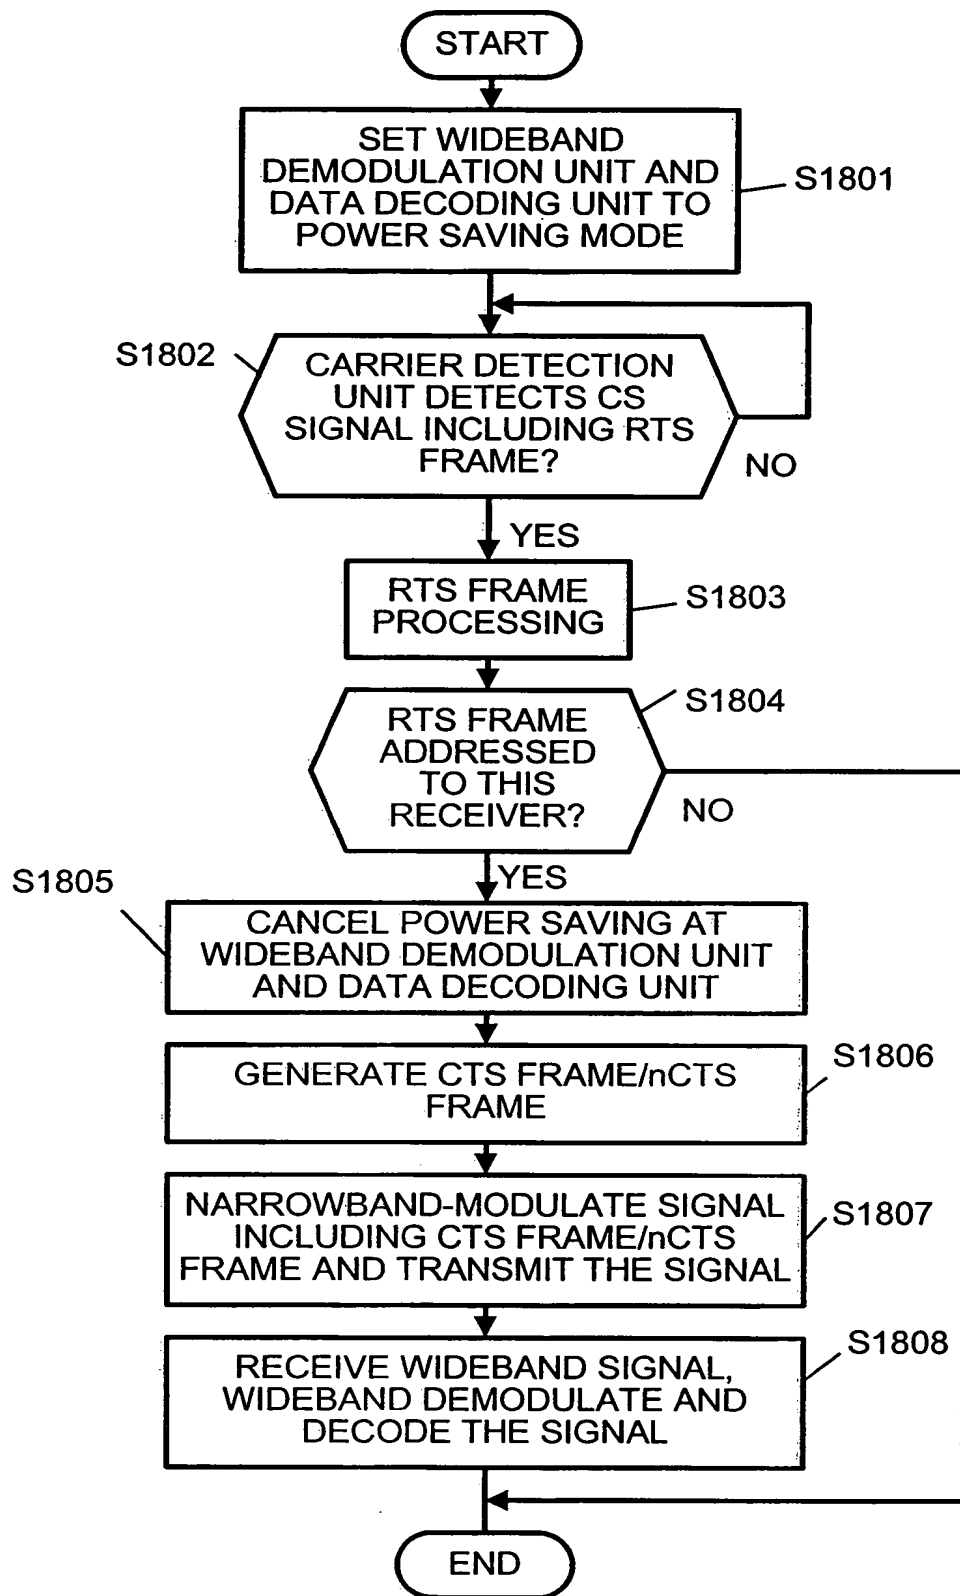 START
SET WIDEBAND
DEMODULATION UNIT AND
DATA DECODING UNIT TO
POWER SAVING MODE
S1801
S1802
CARRIER DETECTION
UNIT DETECTS CS
SIGNAL INCLUDING RTS
FRAME?
NO
YES
RTS FRAME
PROCESSING
S1803
S1804
RTS FRAME
ADDRESSED
TO THIS
RECEIVER?
NO
YES
S1805
CANCEL POWER SAVING AT
WIDEBAND DEMODULATION UNIT
AND DATA DECODING UNIT
S1806
GENERATE CTS FRAME/nCTS
FRAME
NARROWBAND-MODULATE SIGNAL
INCLUDING CTS FRAME/nCTS
FRAME AND TRANSMIT THE SIGNAL
S1807
S1808
RECEIVE WIDEBAND SIGNAL,
WIDEBAND DEMODULATE AND
DECODE THE SIGNAL
END